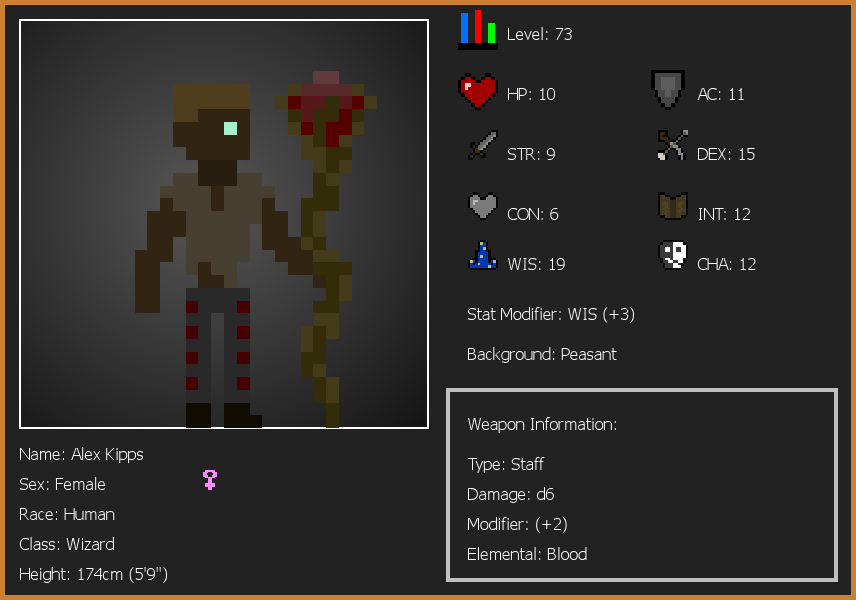 Level: 73
HP: 10
AC: 11
STR: 9
DEX: 15
CON: 6
INT: 12
WIS: 19
CHA: 12
Stat Modifier: WIS (+3)
Background: Peasant
Weapon Information:
Type: Staff
Damage: d6
Modifier: (+2)
Elemental: Blood
Name: Alex Kipps
Sex: Female
Race: Human
Class: Wizard
Height: 174cm (5'9")